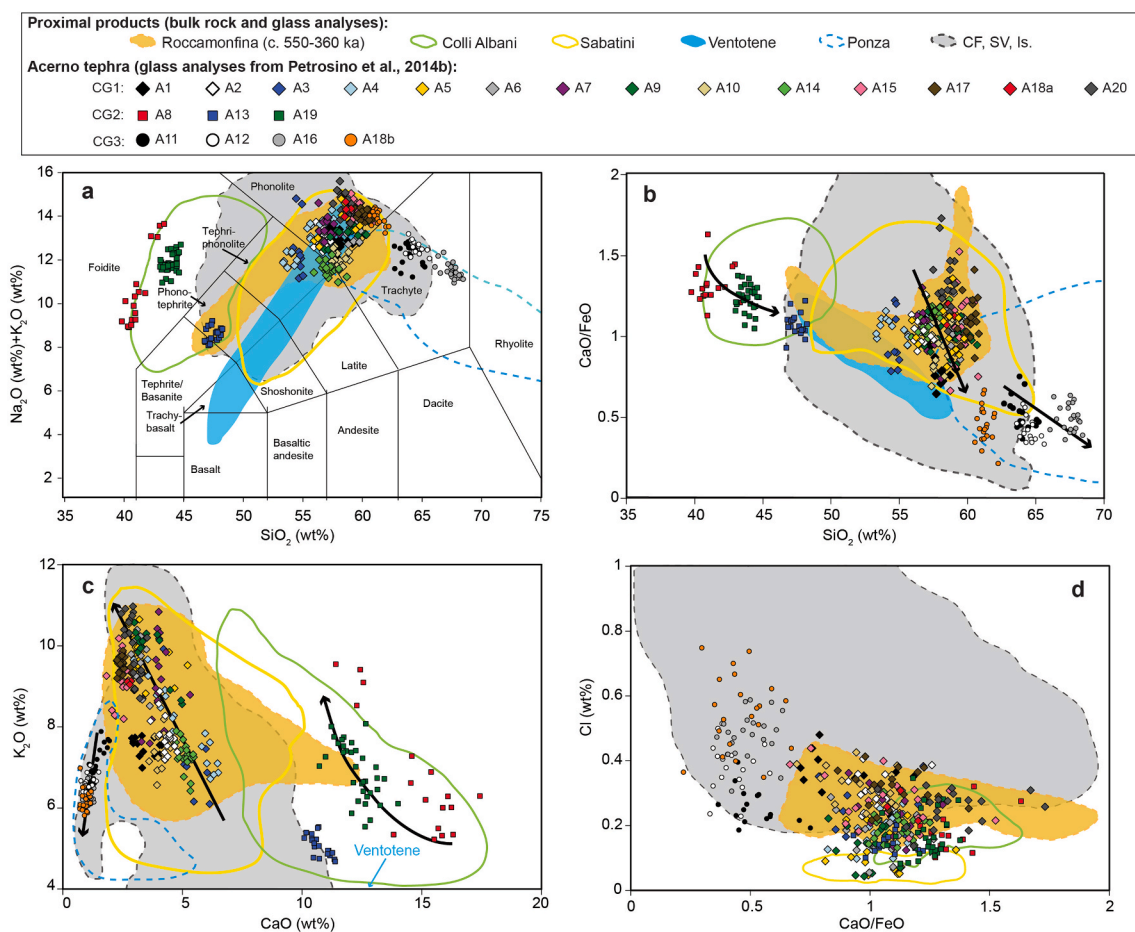 Proximal products (bulk rock and glass analyses):
Roccamonfina (c. 550-360 ka) Colli Albani Sabatini Ventotene Ponza CF, SV, Is.
Acerno tephra (glass analyses from Petrosino et al., 2014b):
CG1: A1 A2 A3 A4 A5 A6 A7 A9 A10 A14 A15 A17 A18a A20
CG2: A8 A13 A19
CG3: A11 A12 A16 A18b
a
Na2O (wt%)+K2O (wt%)
16
14
12
10
8
6
4
2
Phonolite
Tephri-
phonolite
Foidite
Phono-
tephrite
Trachyte
Rhyolite
Latite
Tephrite/
Basanite
Shoshonite
Trachy-
basalt
Dacite
Andesite
Basaltic
andesite
Basalt
35 40 45 50 55 60 65 70 75
SiO2 (wt%)
b
CaO/FeO
2
1.5
1
0.5
0
35 40 45 50 55 60 65 70
SiO2 (wt%)
c
K2O (wt%)
12
10
8
6
4
Ventotene
0 5 10 15 20
CaO (wt%)
d
Cl (wt%)
1
0.8
0.6
0.4
0.2
0
0 0.5 1 1.5 2
CaO/FeO